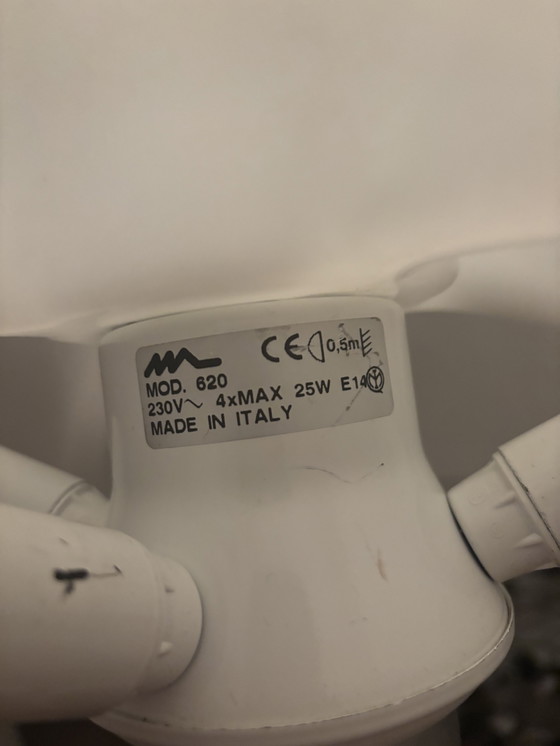 CE 0,5m
MOD. 620
230V~ 4xMAX 25W E14
MADE IN ITALY